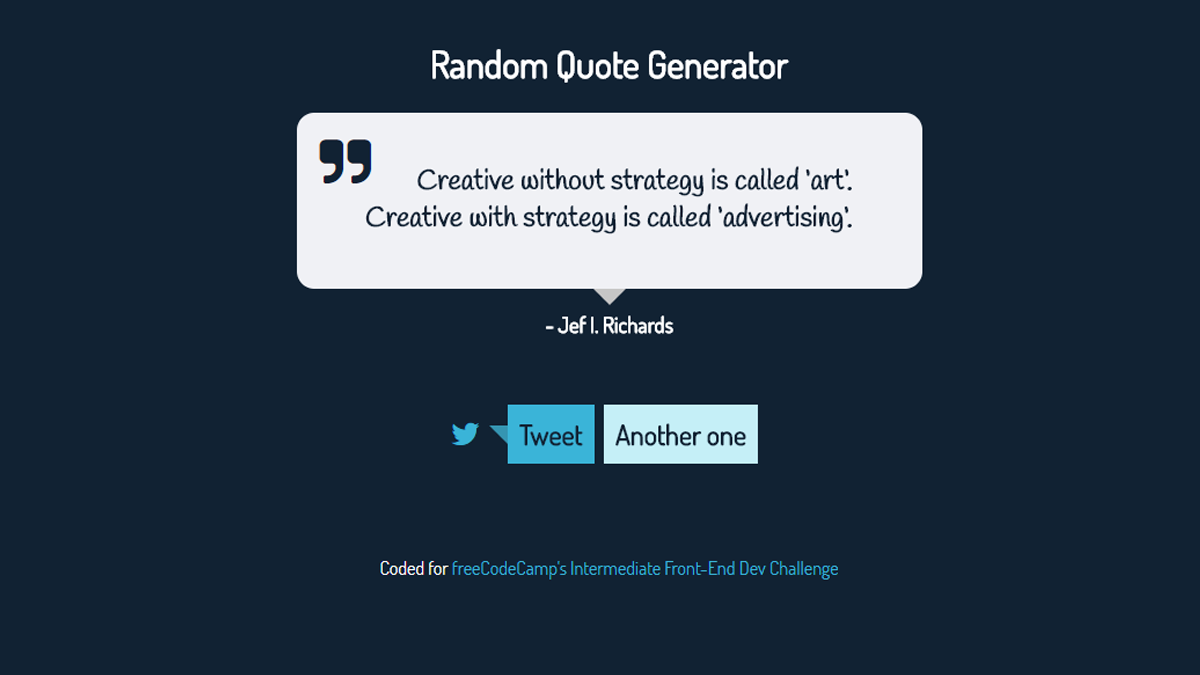 Random Quote Generator
Creative without strategy is called 'art'.
Creative with strategy is called 'advertising'.
- Jef I. Richards
Tweet
Another one
Coded for freeCodeCamp's Intermediate Front-End Dev Challenge